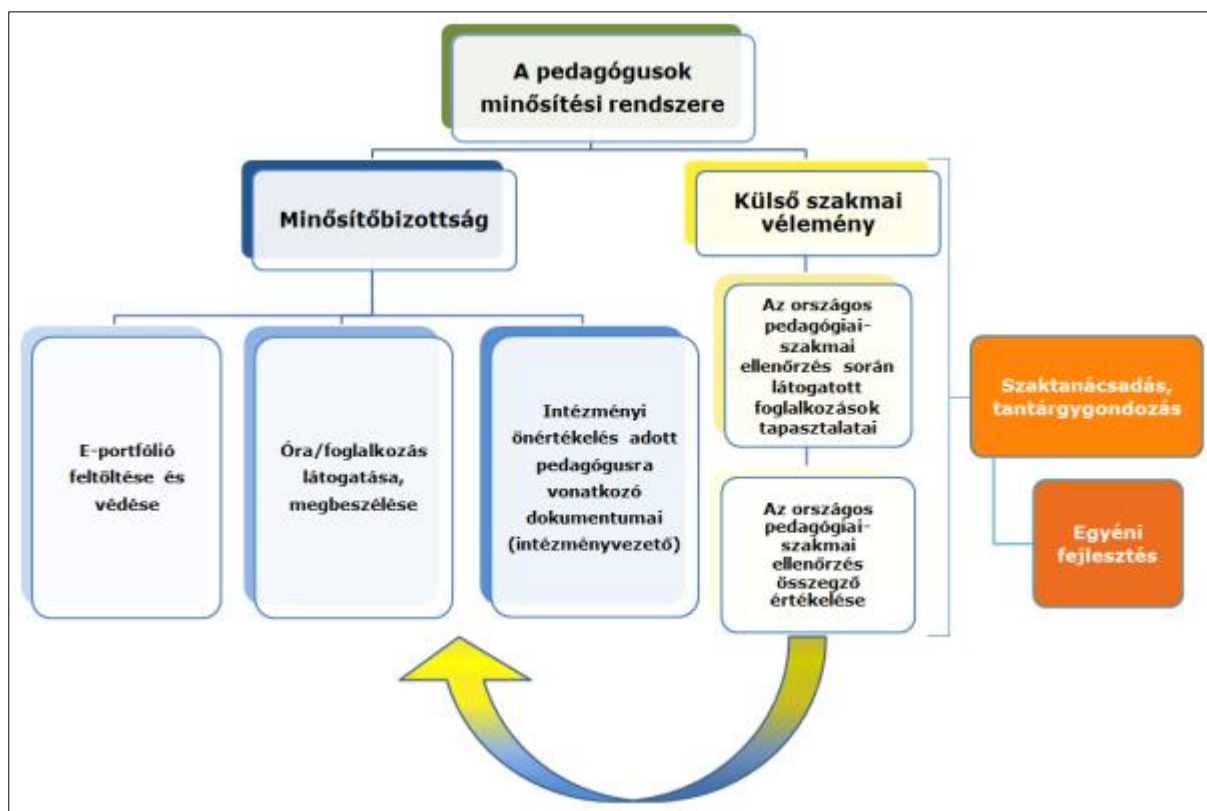 A pedagógusok
minősítési rendszere
Minősítőbizottság
Külső szakmai
vélemény
E-portfólió
feltöltése és
védése
Óra/foglalkozás
látogatása,
megbeszélése
Intézményi
önértékelés adott
pedagógusra
vonatkozó
dokumentumai
(intézményvezető)
Az országos
pedagógiai-
szakmai
ellenőrzés során
látogatott
foglalkozások
tapasztalatai
Az országos
pedagógiai-
szakmai
ellenőrzés
összegző
értékelése
Szaktanácsadás,
tantárgygondozás
Egyéni
fejlesztés